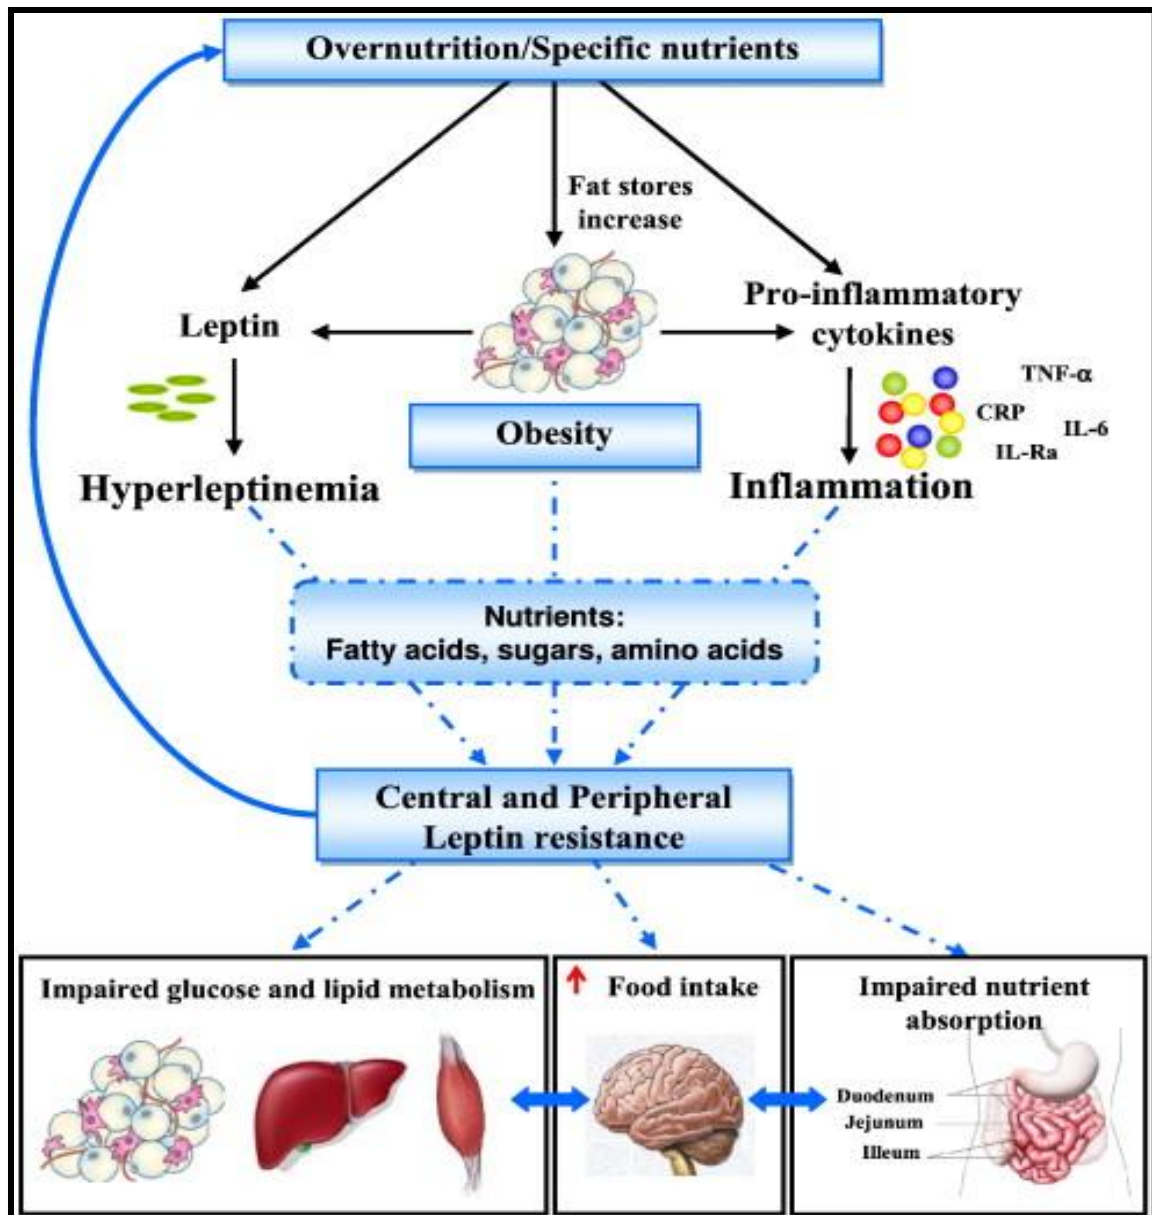 Overnutrition/Specific nutrients
Fat stores
increase
Leptin
Pro-inflammatory
cytokines
TNF-α
CRP
IL-6
IL-Ra
Obesity
Hyperleptinemia
Inflammation
Nutrients:
Fatty acids, sugars, amino acids
Central and Peripheral
Leptin resistance
Impaired glucose and lipid metabolism
Food intake
Impaired nutrient
absorption
Duodenum
Jejunum
Illeum